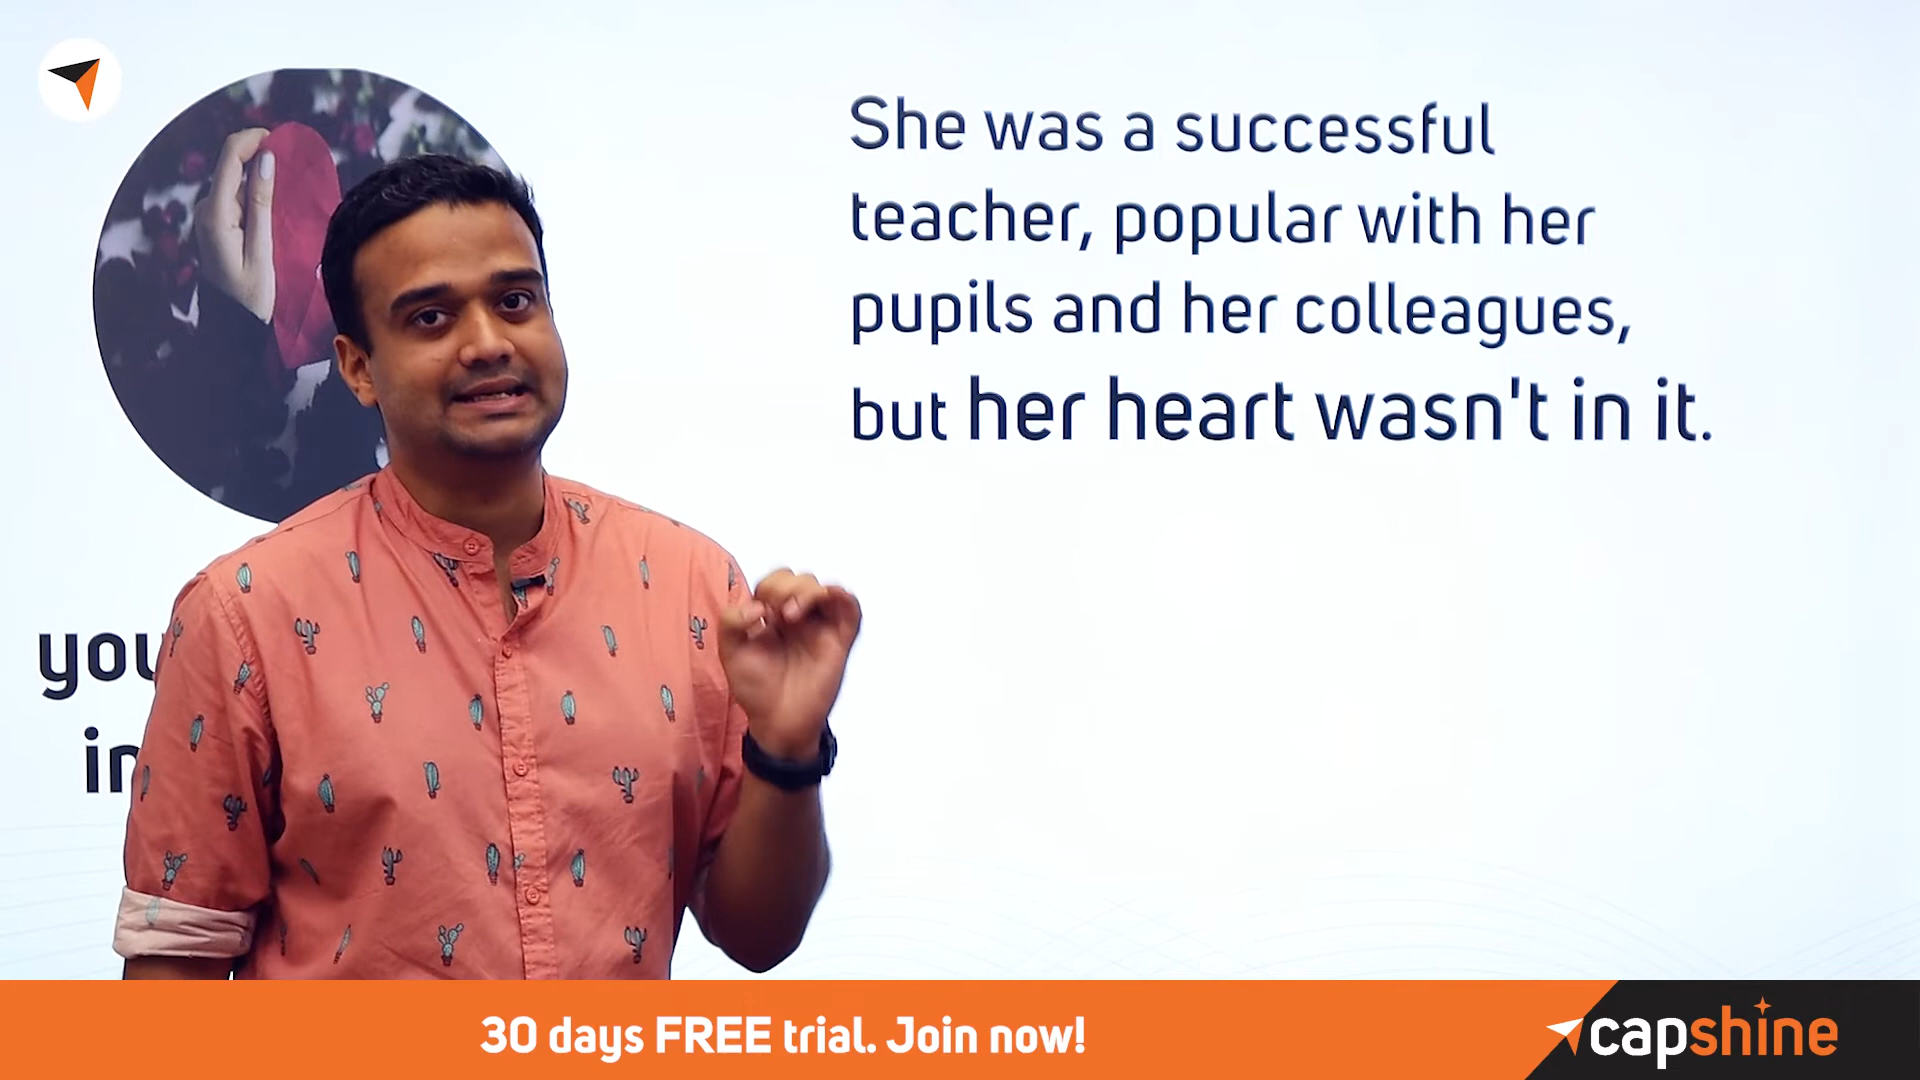 She was a successful
teacher, popular with her
pupils and her colleagues,
but her heart wasn't in it.
30 days FREE trial. Join now!
capshine